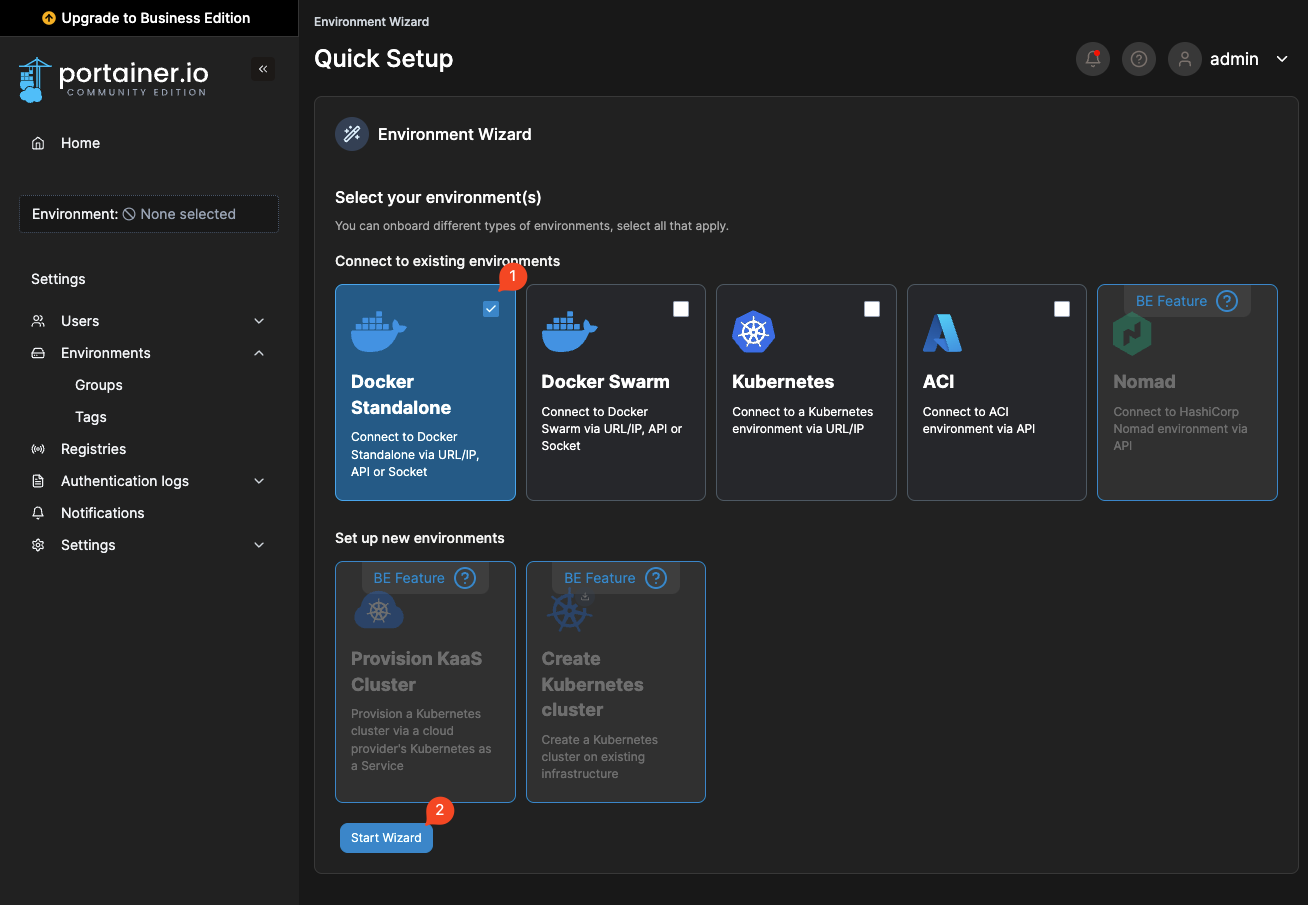 Upgrade to Business Edition
portainer.io
COMMUNITY EDITION
Home
Environment: None selected
Settings
Users
Environments
Groups
Tags
Registries
Authentication logs
Notifications
Settings
Environment Wizard
Quick Setup
admin
Environment Wizard
Select your environment(s)
You can onboard different types of environments, select all that apply.
Connect to existing environments
1
Docker
Standalone
Connect to Docker
Standalone via URL/IP,
API or Socket
Docker Swarm
Connect to Docker
Swarm via URL/IP, API or
Socket
Kubernetes
Connect to a Kubernetes
environment via URL/IP
ACI
Connect to ACI
environment via API
BE Feature ?
Nomad
Connect to HashiCorp
Nomad environment via
API
Set up new environments
BE Feature ?
Provision KaaS
Cluster
Provision a Kubernetes
cluster via a cloud
provider's Kubernetes as
a Service
BE Feature ?
Create
Kubernetes
cluster
Create a Kubernetes
cluster on existing
infrastructure
2
Start Wizard